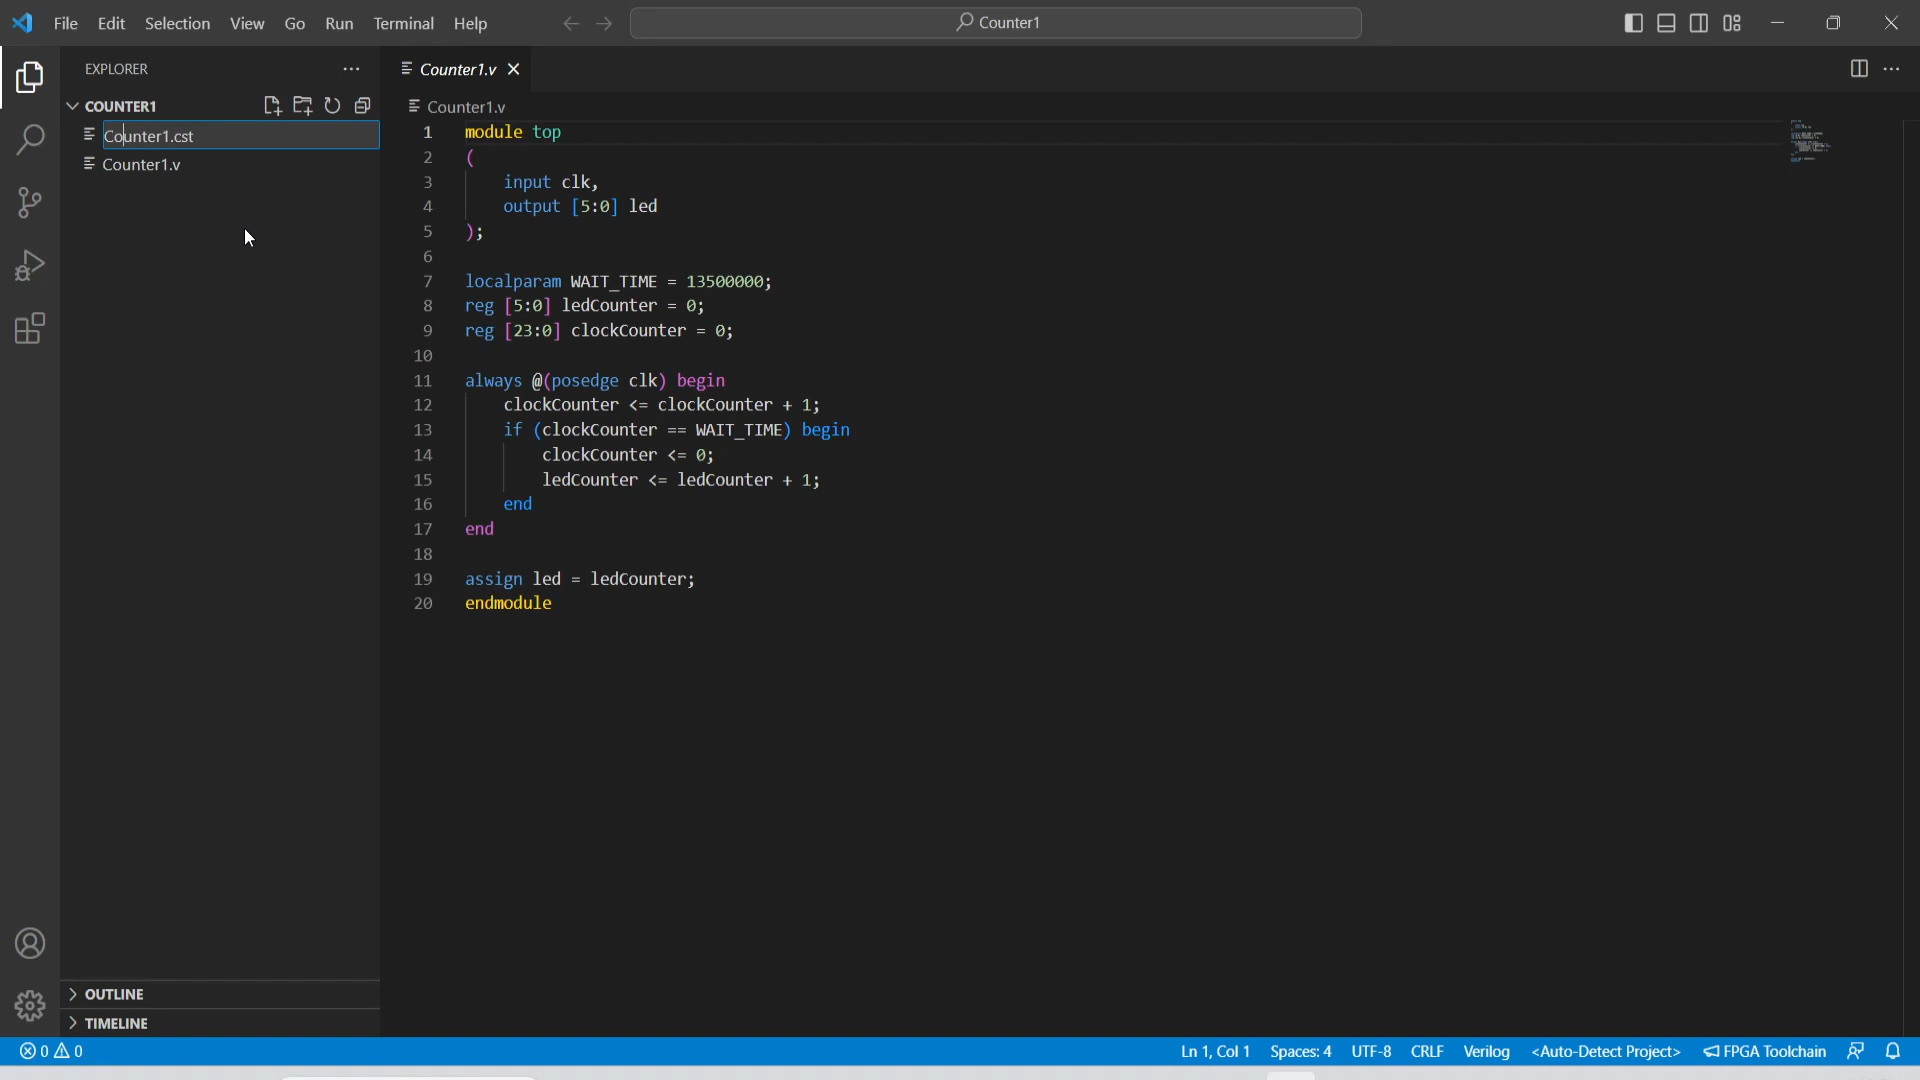 File Edit Selection View Go Run Terminal Help
Counter1
EXPLORER
COUNTER1
Counter1.cst
Counter1.v
OUTLINE
TIMELINE
Counter1.v
Counter1.v
1 module top
2 (
3 input clk,
4 output [5:0] led
5 );
6
7 localparam WAIT_TIME = 13500000;
8 reg [5:0] ledCounter = 0;
9 reg [23:0] clockCounter = 0;
10
11 always @(posedge clk) begin
12 clockCounter <= clockCounter + 1;
13 if (clockCounter == WAIT_TIME) begin
14 clockCounter <= 0;
15 ledCounter <= ledCounter + 1;
16 end
17 end
18
19 assign led = ledCounter;
20 endmodule
0 0 Ln 1, Col 1 Spaces: 4 UTF-8 CRLF Verilog <Auto-Detect Project> FPGA Toolchain